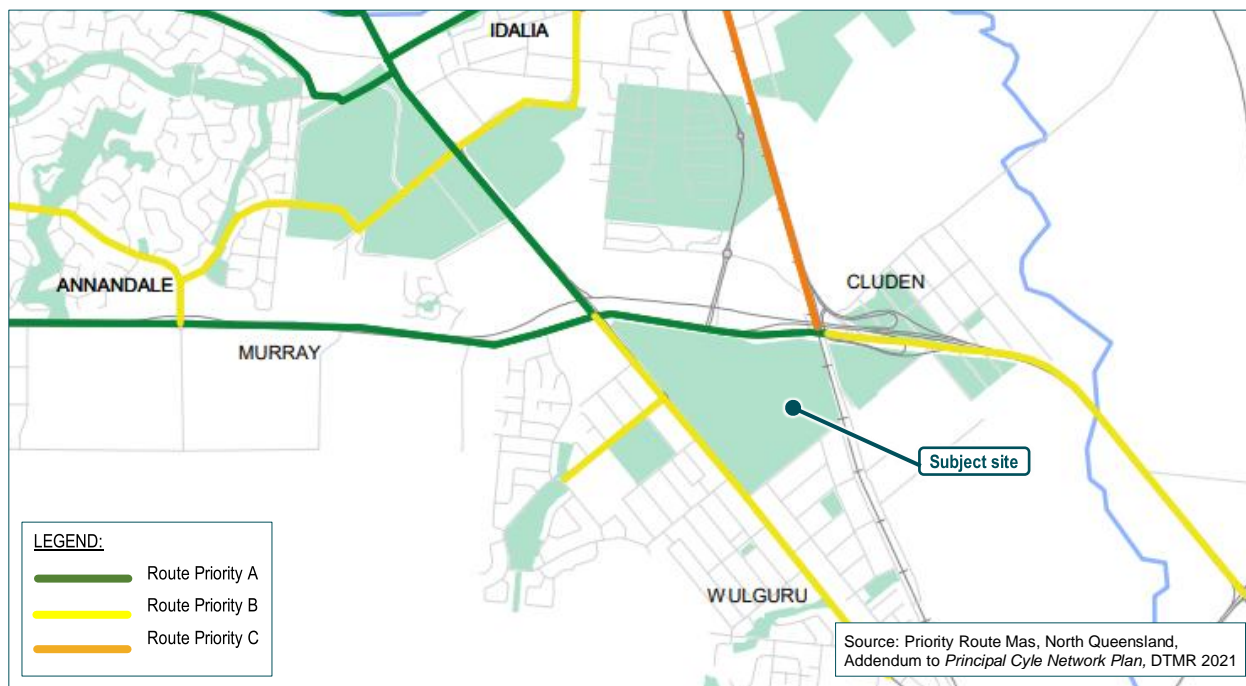 IDALIA
CLUDEN
ANNANDALE
MURRAY
Subject site
WULGURU
LEGEND:
Route Priority A
Route Priority B
Route Priority C
Source: Priority Route Mas, North Queensland,
Addendum to Principal Cyle Network Plan, DTMR 2021